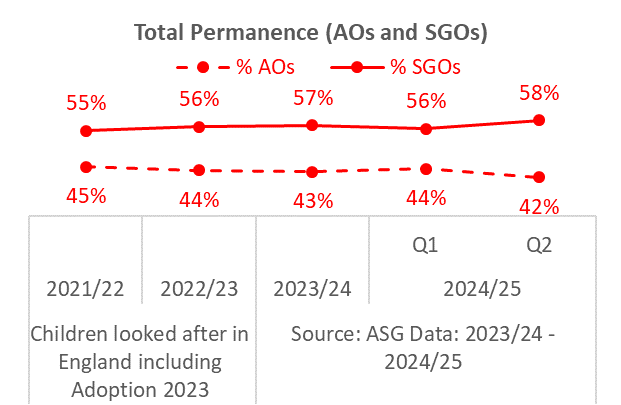 Total Permanence (AOs and SGOs)
% AOs % SGOs
55% 56% 57% 56% 58%
45% 44% 43% 44% 42%
Q1 Q2
2021/22 2022/23 2023/24 2024/25
Children looked after in
England including
Adoption 2023
Source: ASG Data: 2023/24 -
2024/25